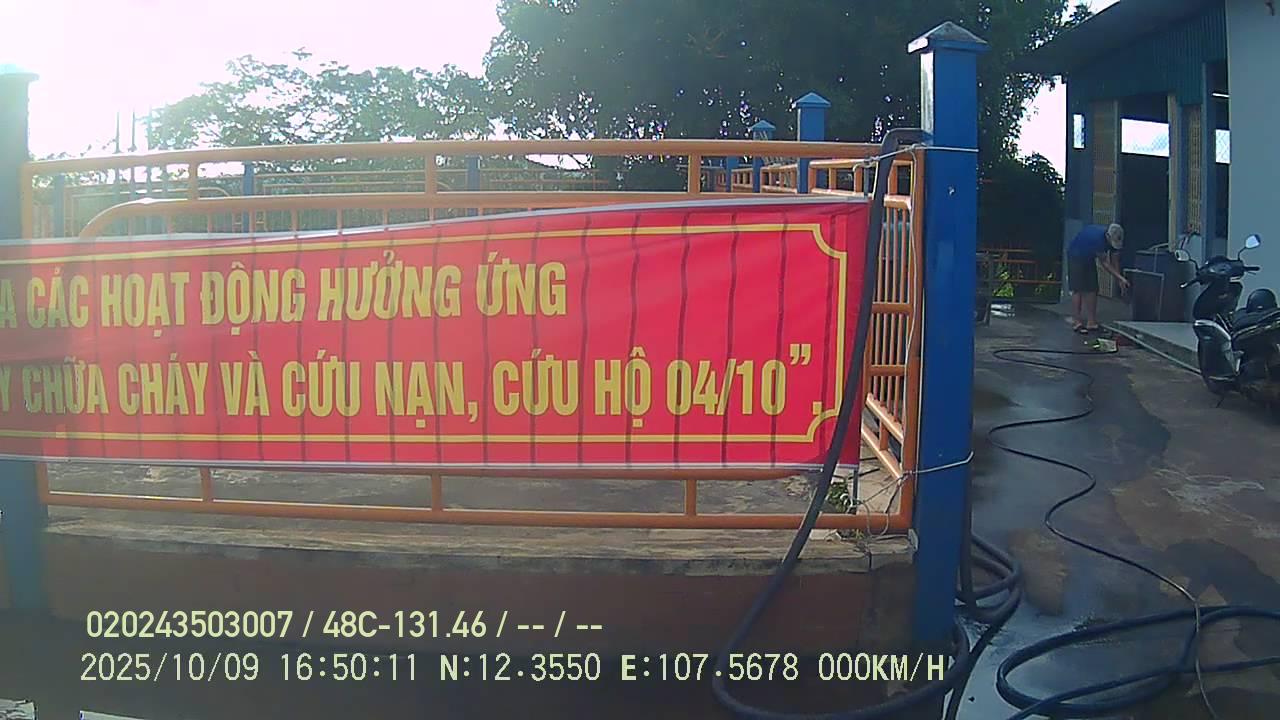 CÁC HOẠT ĐỘNG HƯỞNG ỨNG
CHỮA CHÁY VÀ CỨU NẠN, CỨU HỘ 04/10".
020243503007 / 48C-131.46 / -- / --
2025/10/09 16:50:11 N:12.3550 E:107.5678 000KM/H